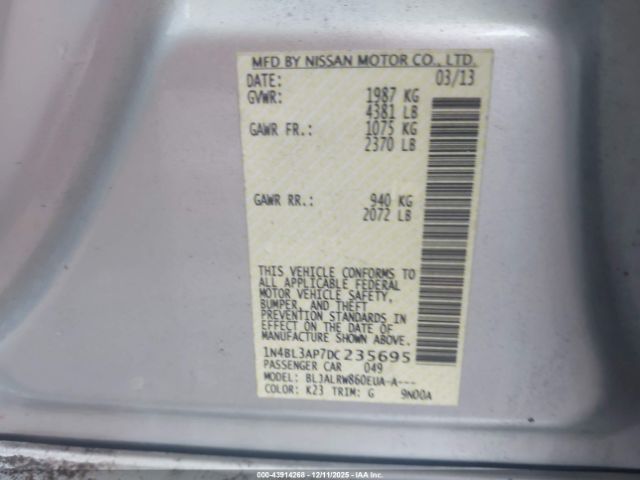 MFD BY NISSAN MOTOR CO., LTD.
DATE: 03/13
GVWR: 1987 KG
4381 LB
GAWR FR.: 1075 KG
2370 LB
GAWR RR.: 940 KG
2072 LB
THIS VEHICLE CONFORMS TO
ALL APPLICABLE FEDERAL
MOTOR VEHICLE SAFETY,
BUMPER, AND THEFT
PREVENTION STANDARDS IN
EFFECT ON THE DATE OF
MANUFACTURE SHOWN ABOVE.
1N4BL3AP7DC235695
PASSENGER CAR 049
MODEL: BL3ALRW860EUA-A---
COLOR: K23 TRIM: G 9N00A
000-43914268 - 12/11/2025 - IAA, Inc.